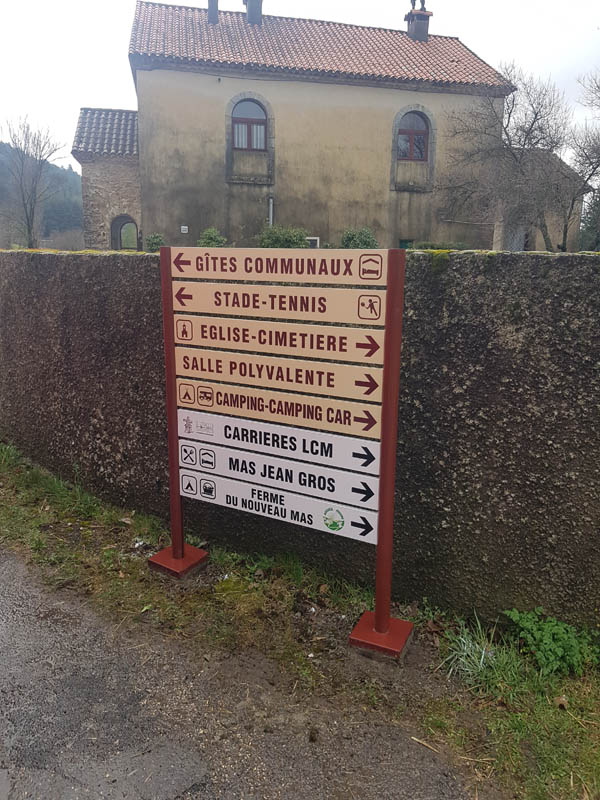 GÎTES COMMUNAUX
STADE-TENNIS
EGLISE-CIMETIERE
SALLE POLYVALENTE
CAMPING-CAMPING CAR
CARRIERES LCM
MAS JEAN GROS
FERME
DU NOUVEAU MAS